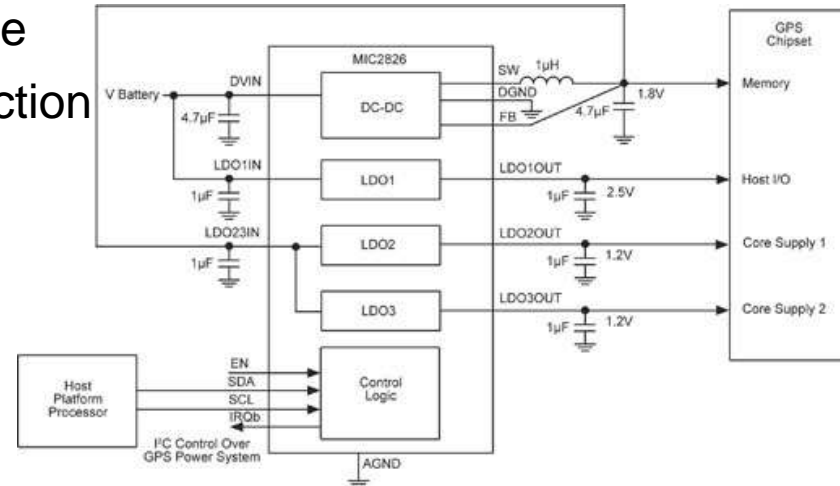 e
ction
MIC2826
GPS
Chipset
V Battery
DVIN
4.7µF
DC-DC
SW
1µH
DGND
FB
4.7µF
1.8V
Memory
LDO1IN
1µF
LDO1
LDO1OUT
1µF
2.5V
Host I/O
LDO23IN
1µF
LDO2
LDO2OUT
1µF
1.2V
Core Supply 1
LDO3
LDO3OUT
1µF
1.2V
Core Supply 2
Host
Platform
Processor
EN
SDA
SCL
IRQb
Control
Logic
I²C Control Over
GPS Power System
AGND